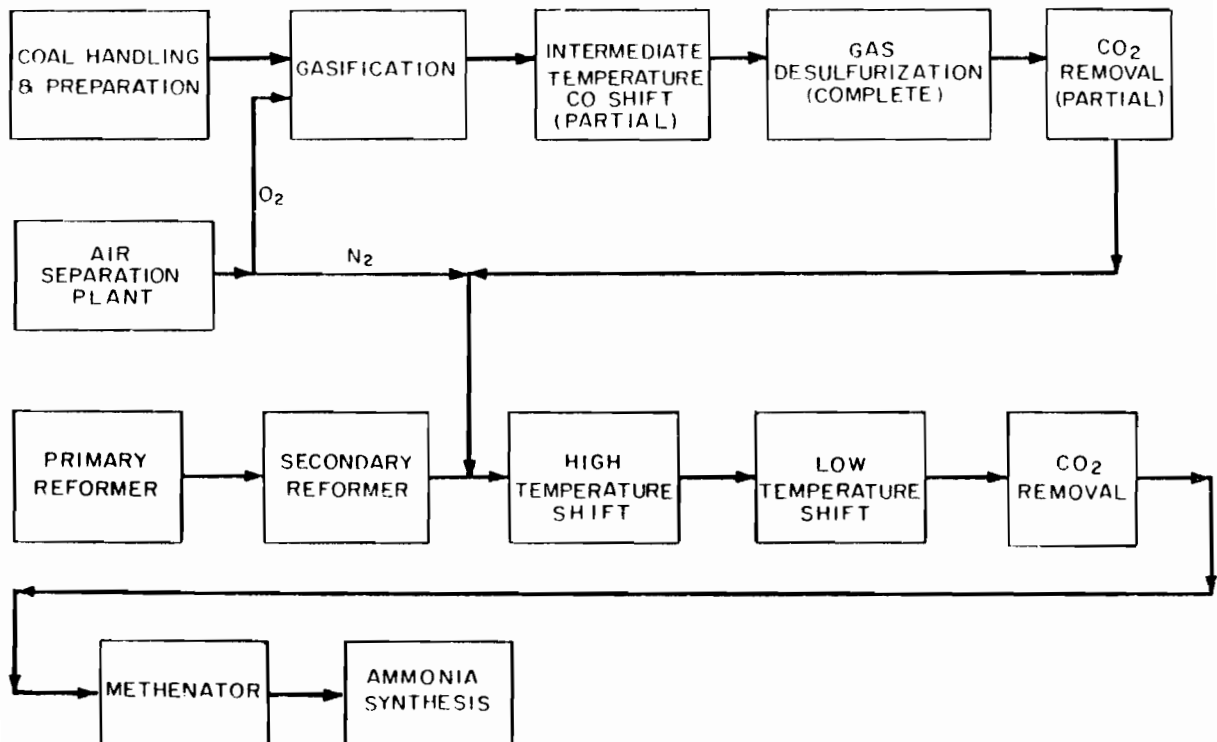 COAL HANDLING
& PREPARATION
GASIFICATION
INTERMEDIATE
TEMPERATURE
CO SHIFT
(PARTIAL)
GAS
DESULFURIZATION
(COMPLETE)
CO2
REMOVAL
(PARTIAL)
O2
AIR
SEPARATION
PLANT
N2
PRIMARY
REFORMER
SECONDARY
REFORMER
HIGH
TEMPERATURE
SHIFT
LOW
TEMPERATURE
SHIFT
CO2
REMOVAL
METHENATOR
AMMONIA
SYNTHESIS